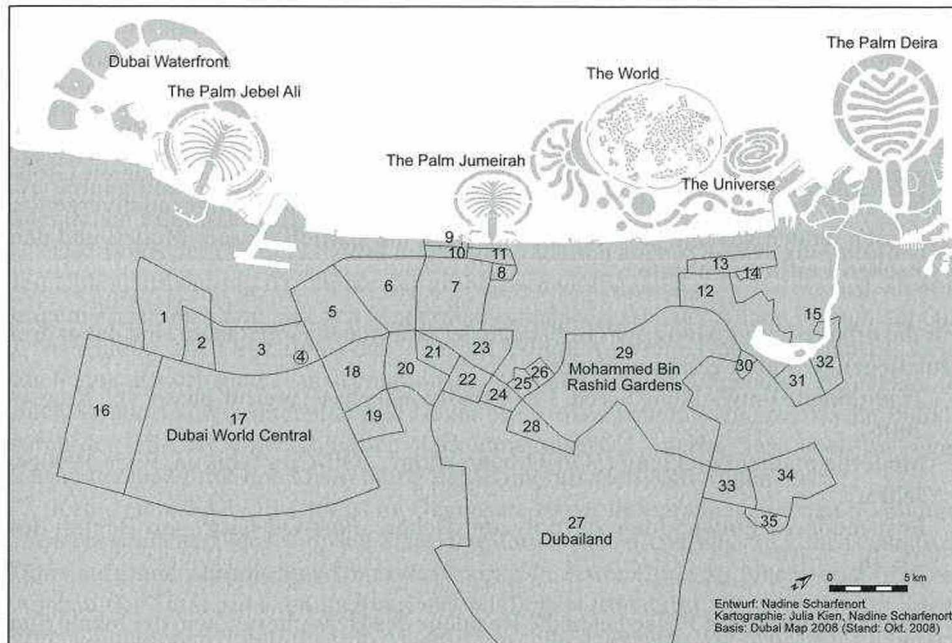 The Palm Deira
Dubai Waterfront
The World
The Palm Jebel Ali
The Palm Jumeirah
The Universe
9
10
11
8
13
14
12
6
7
5
15
1
2
3
4
18
20
21
23
22
24
25
26
29
Mohammed Bin
Rashid Gardens
30
31
32
16
17
Dubai World Central
19
28
33
34
35
27
Dubailand
0
5 km
Entwurf: Nadine Scharfenort
Kartographie: Julia Kien, Nadine Scharfenort
Basis: Dubai Map 2008 (Stand: Okt. 2008)